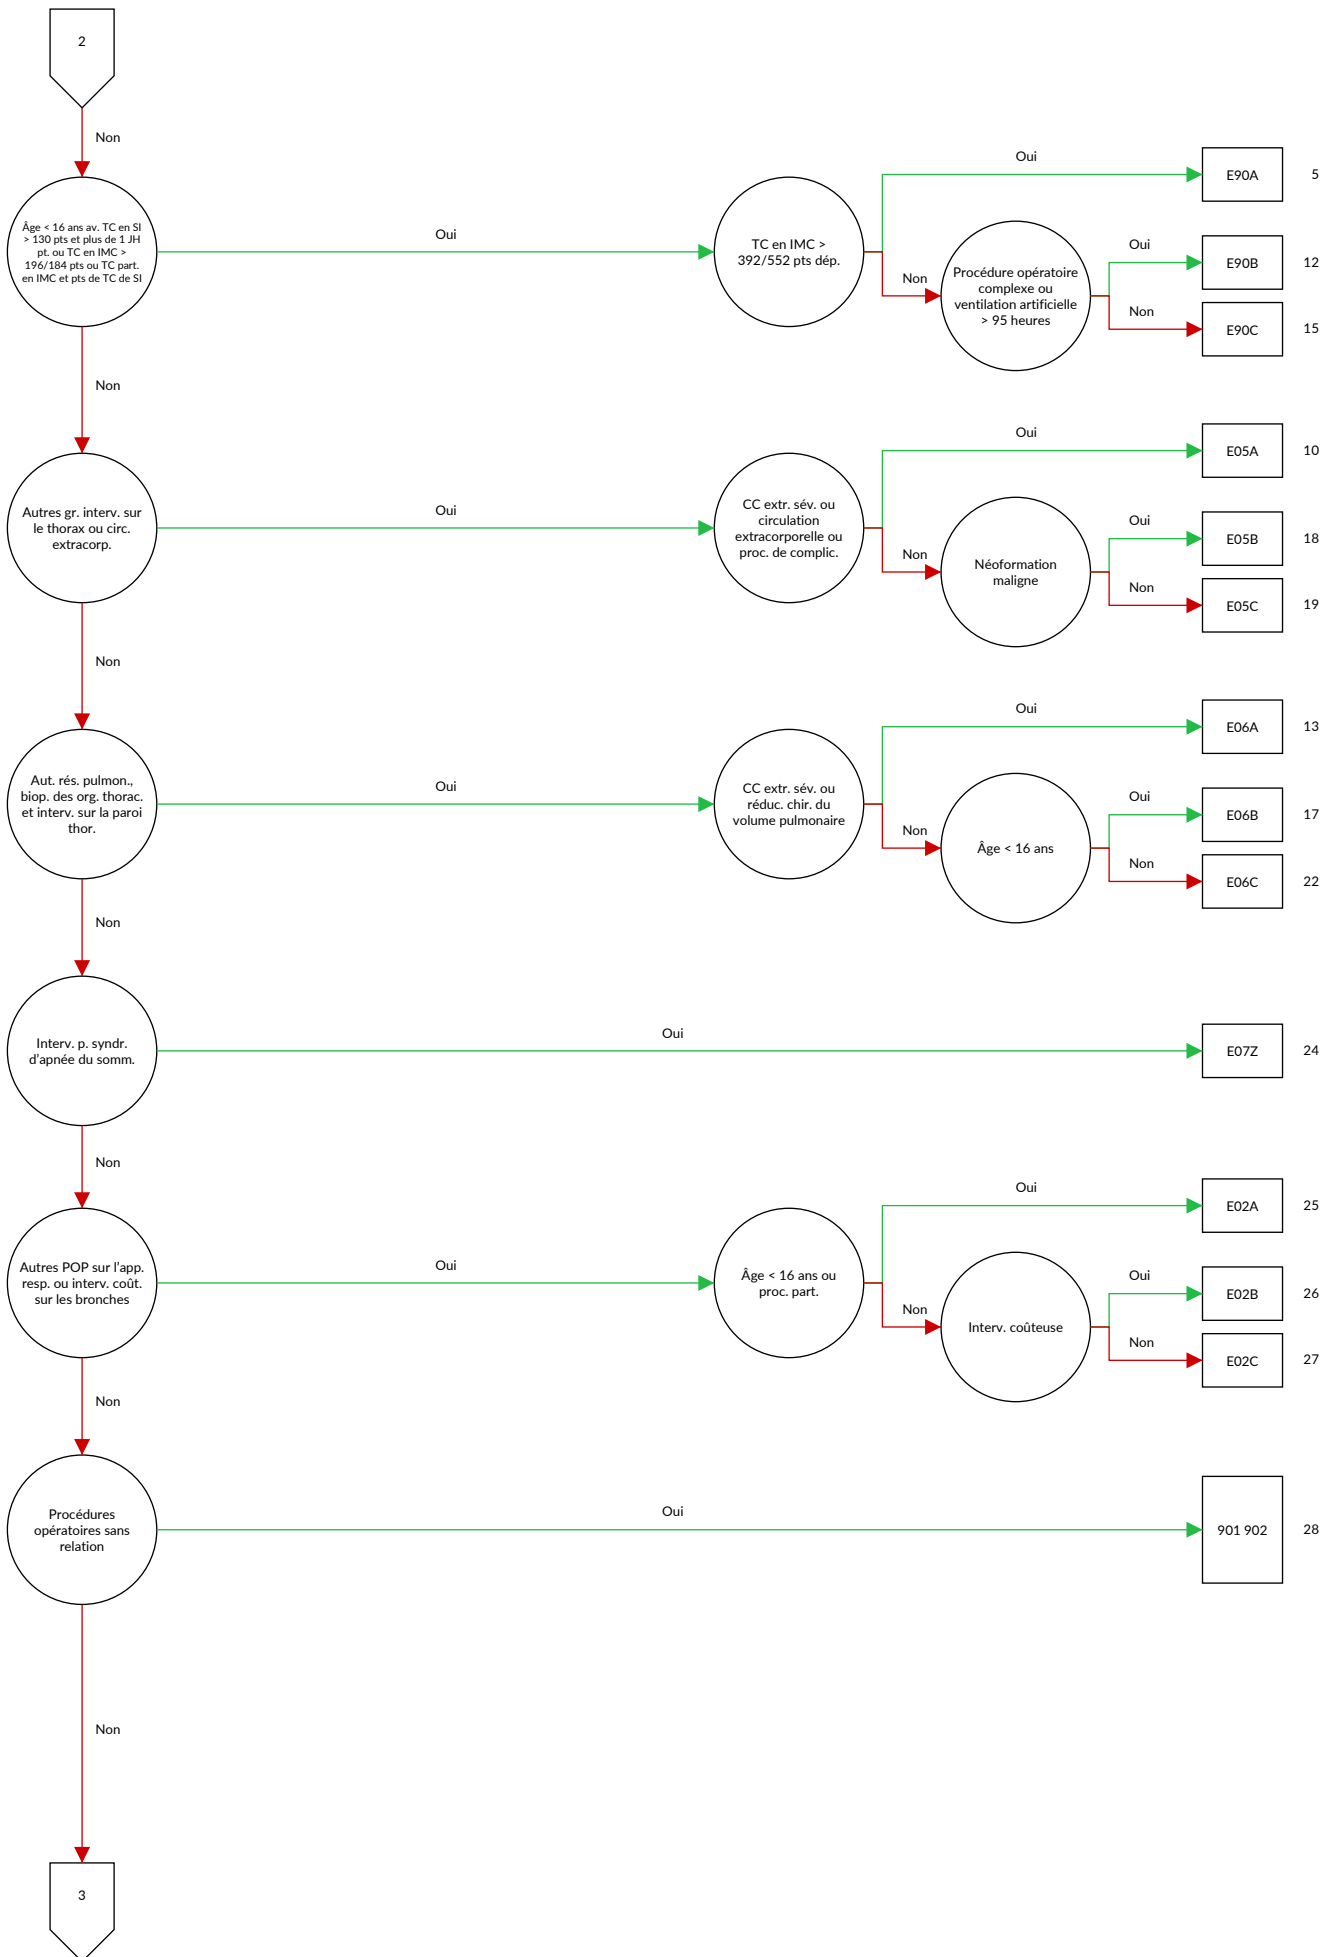 2
Non
Âge < 16 ans av. TC en SI
> 130 pts et plus de 1 JH
pt. ou TC en IMC >
196/184 pts ou TC part.
en IMC et pts de TC de SI
Oui
TC en IMC >
392/552 pts dép.
Oui
E90A
5
Non
Procédure opératoire
complexe ou
ventilation artificielle
> 95 heures
Oui
E90B
12
Non
E90C
15
Non
Autres gr. interv. sur
le thorax ou circ.
extracorp.
Oui
CC extr. sév. ou
circulation
extracorporelle ou
proc. de complic.
Oui
E05A
10
Non
Néoformation
maligne
Oui
E05B
18
Non
E05C
19
Non
Aut. rés. pulmon.,
biop. des org. thorac.
et interv. sur la paroi
thor.
Oui
CC extr. sév. ou
réduc. chir. du
volume pulmonaire
Oui
E06A
13
Non
Âge < 16 ans
Oui
E06B
17
Non
E06C
22
Non
Interv. p. syndr.
d'apnée du somm.
Oui
E07Z
24
Non
Autres POP sur l'app.
resp. ou interv. coût.
sur les bronches
Oui
Âge < 16 ans ou
proc. part.
Oui
E02A
25
Non
Interv. coûteuse
Oui
E02B
26
Non
E02C
27
Non
Procédures
opératoires sans
relation
Oui
901 902
28
Non
3